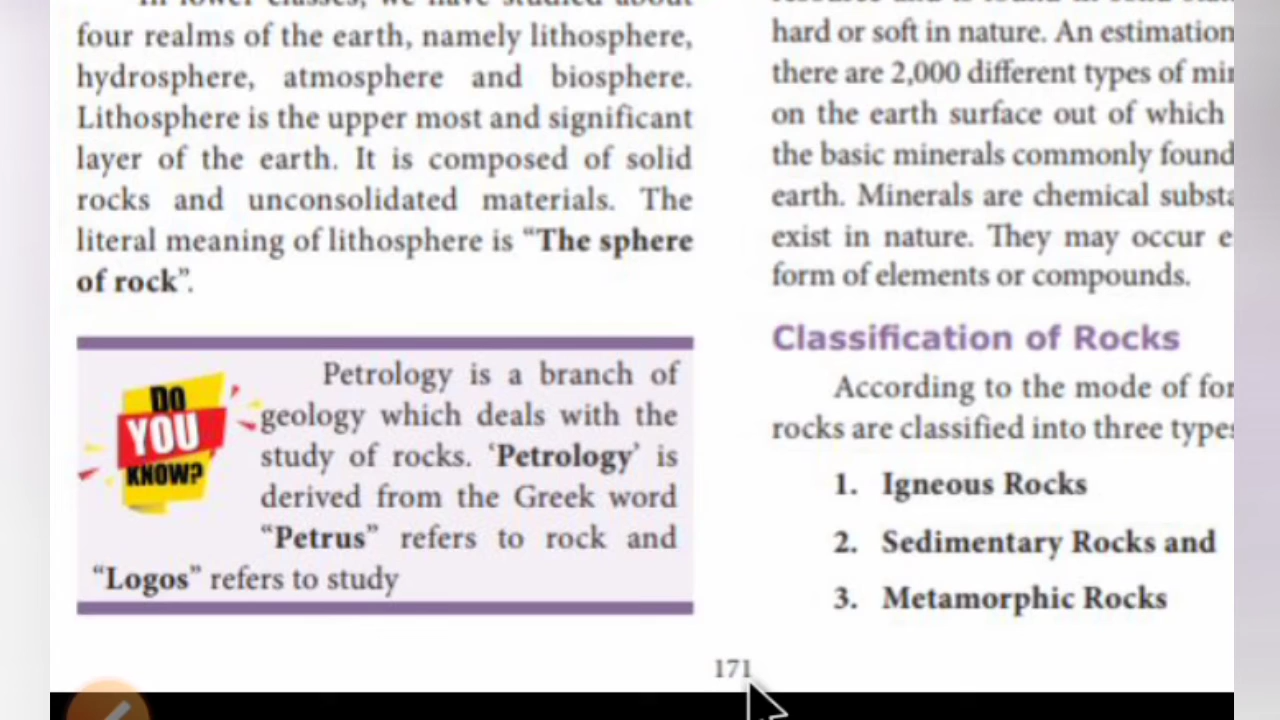 four realms of the earth, namely lithosphere,
hydrosphere, atmosphere and biosphere.
Lithosphere is the upper most and significant
layer of the earth. It is composed of solid
rocks and unconsolidated materials. The
literal meaning of lithosphere is “The sphere
of rock”.
DO
YOU
KNOW?
Petrology is a branch of
geology which deals with the
study of rocks. ‘Petrology’ is
derived from the Greek word
“Petrus” refers to rock and
“Logos” refers to study
hard or soft in nature. An estimation
there are 2,000 different types of
on the earth surface out of which
the basic minerals commonly found
earth. Minerals are chemical
exist in nature. They may occur
form of elements or compounds.
Classification of Rocks
According to the mode of
rocks are classified into three
1. Igneous Rocks
2. Sedimentary Rocks and
3. Metamorphic Rocks
171